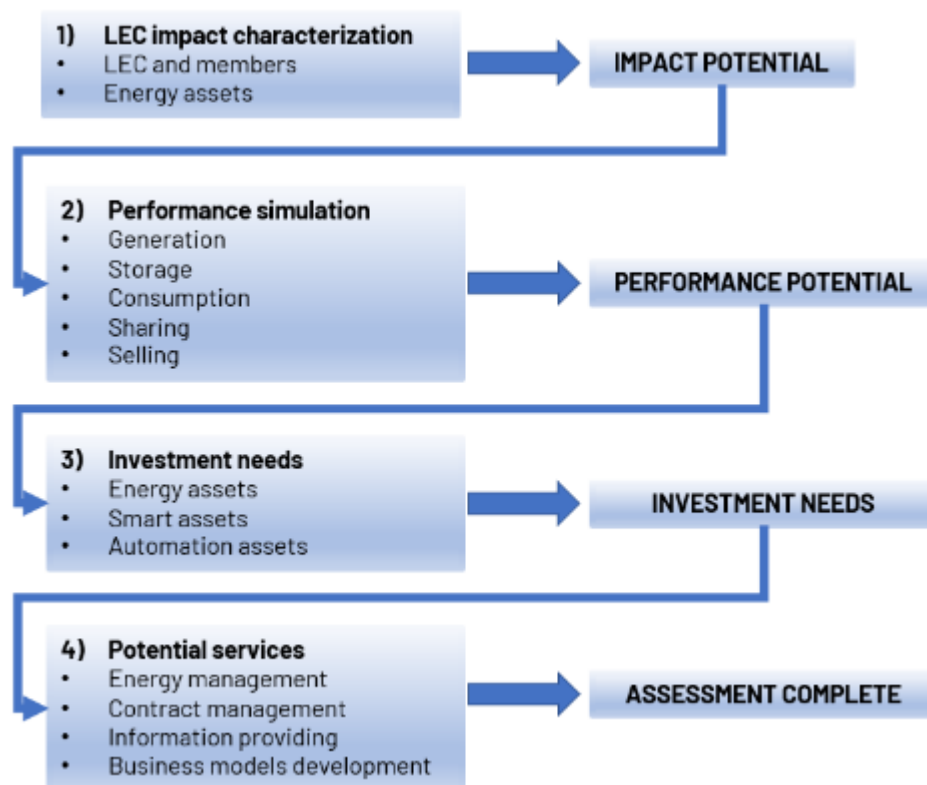 1) LEC impact characterization
• LEC and members
• Energy assets
IMPACT POTENTIAL
2) Performance simulation
• Generation
• Storage
• Consumption
• Sharing
• Selling
PERFORMANCE POTENTIAL
3) Investment needs
• Energy assets
• Smart assets
• Automation assets
INVESTMENT NEEDS
4) Potential services
• Energy management
• Contract management
• Information providing
• Business models development
ASSESSMENT COMPLETE